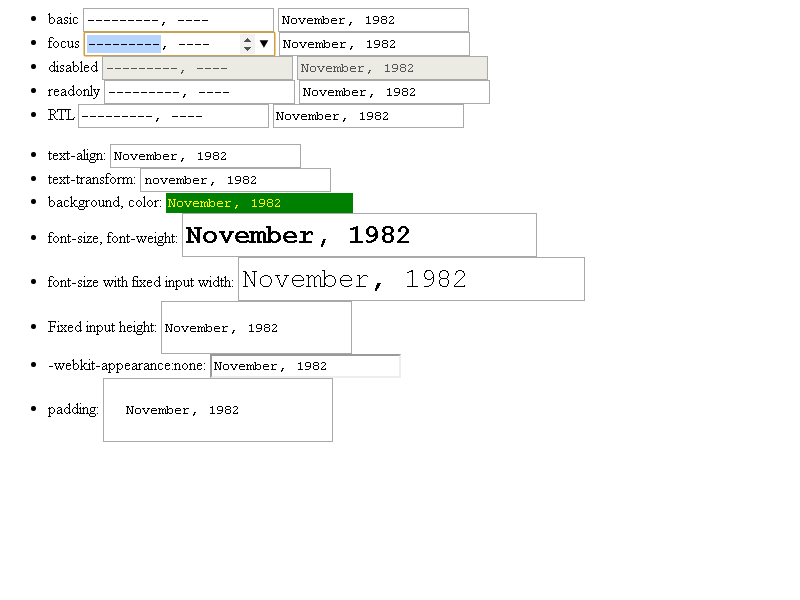 basic ---------, ---- November, 1982
focus ---------, ---- November, 1982
disabled ---------, ---- November, 1982
readonly ---------, ---- November, 1982
RTL ---------, ---- November, 1982
text-align: November, 1982
text-transform: november, 1982
background, color: November, 1982
font-size, font-weight: November, 1982
font-size with fixed input width: November, 1982
Fixed input height: November, 1982
-webkit-appearance:none: November, 1982
padding: November, 1982